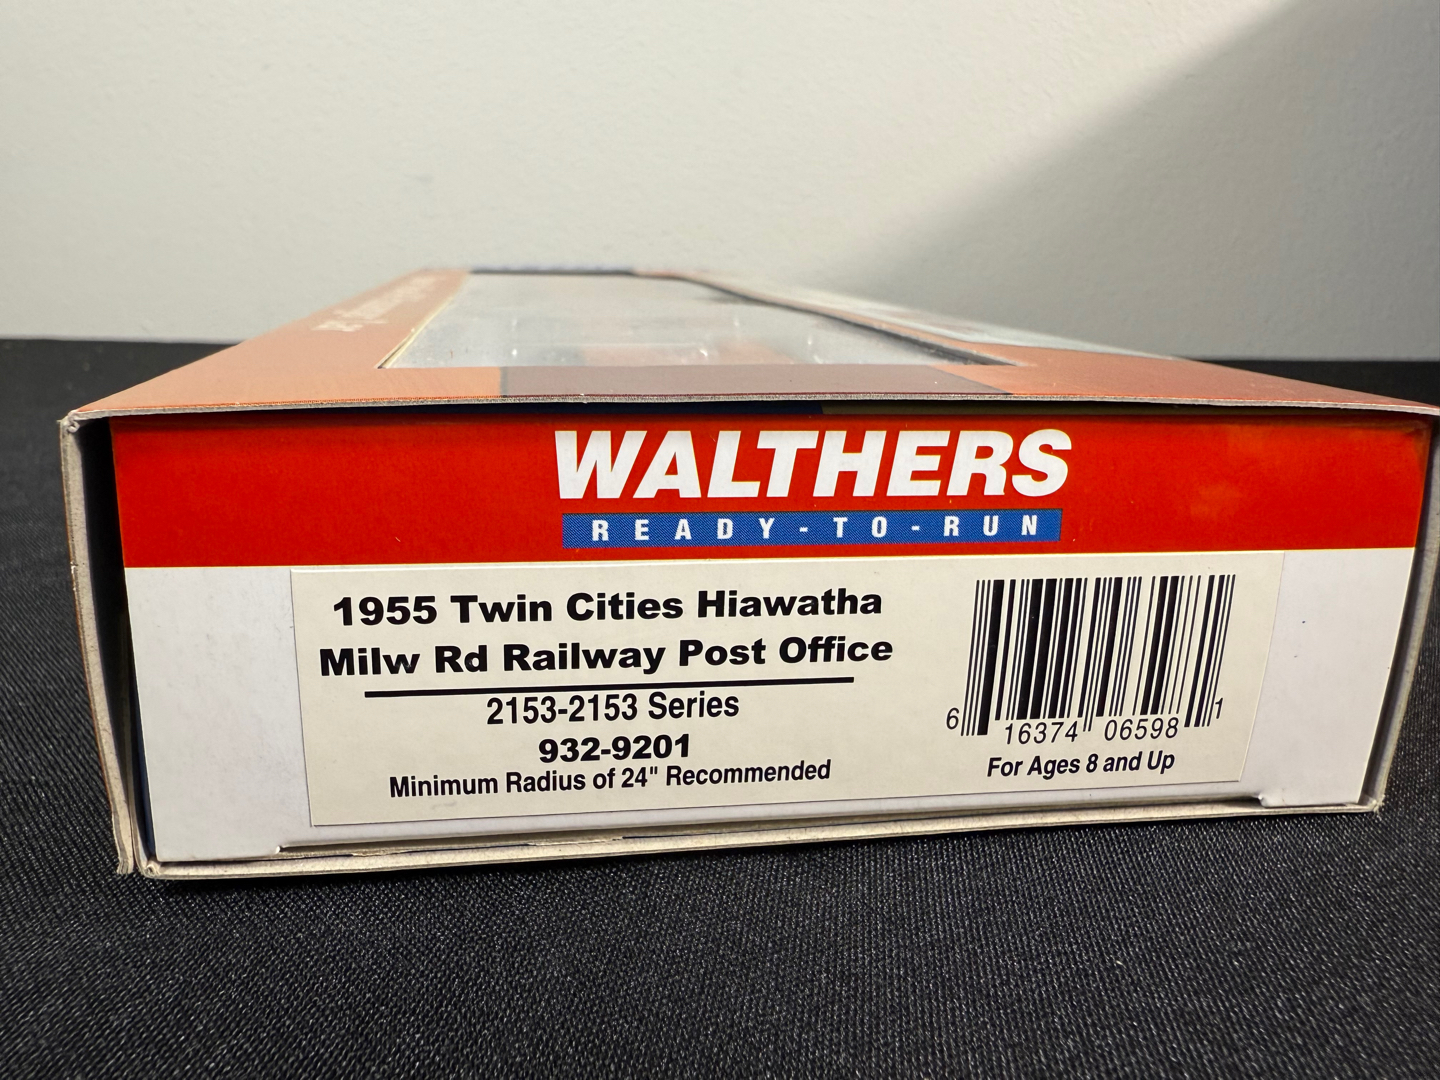 WALTHERS
READY-TO-RUN
1955 Twin Cities Hiawatha
Milw Rd Railway Post Office
2153-2153 Series
932-9201
Minimum Radius of 24" Recommended
6 16374 06598 1
For Ages 8 and Up